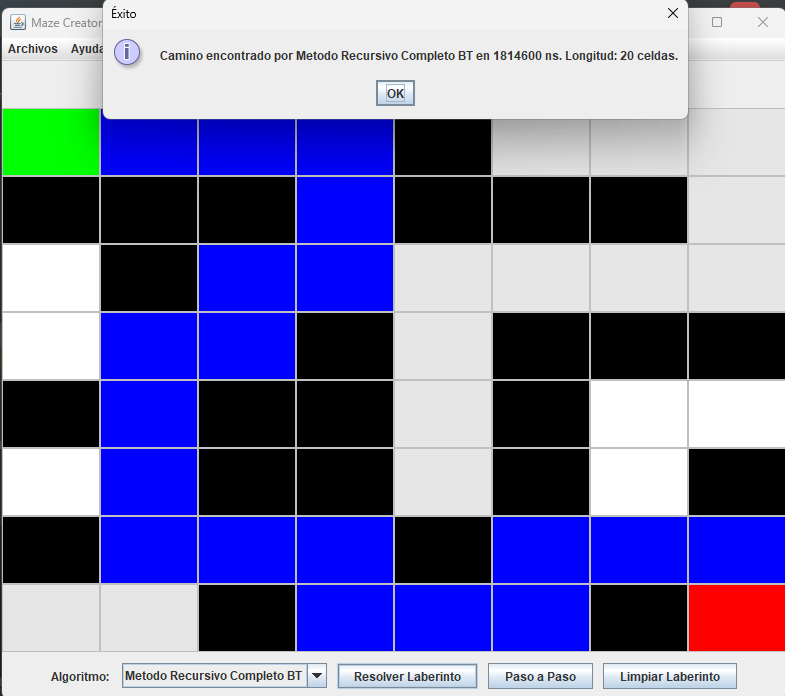 Éxito
Maze Creator
Archivos Ayuda
Camino encontrado por Metodo Recursivo Completo BT en 1814600 ns. Longitud: 20 celdas.
OK
Algoritmo: Metodo Recursivo Completo BT Resolver Laberinto Paso a Paso Limpiar Laberinto